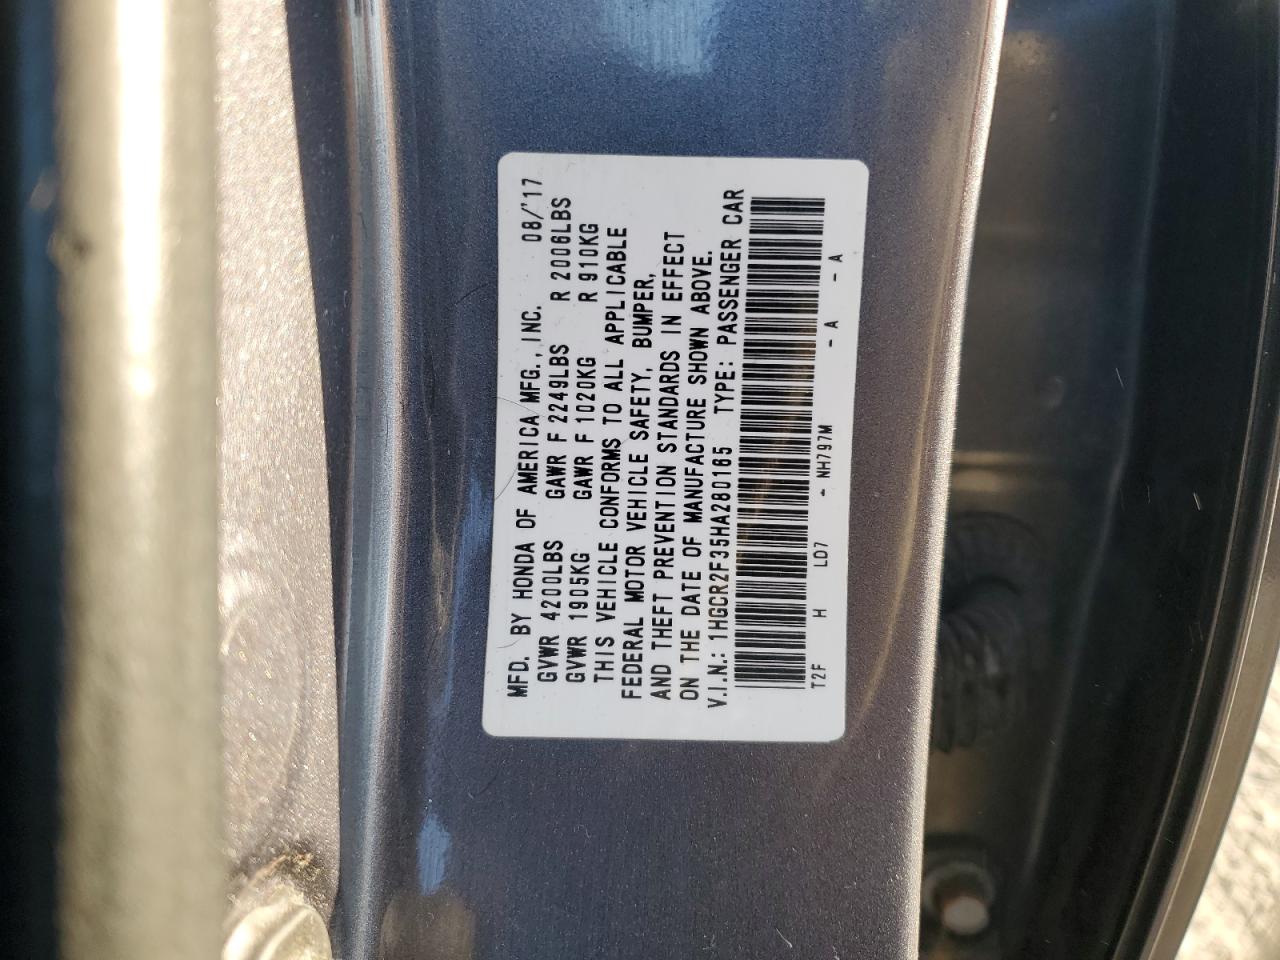 MFD. BY HONDA OF AMERICA MFG., INC. 08/'17
GVWR 4200LBS GAWR F 2249LBS R 2006LBS
GVWR 1905KG GAWR F 1020KG R 910KG
THIS VEHICLE CONFORMS TO ALL APPLICABLE
FEDERAL MOTOR VEHICLE SAFETY, BUMPER,
AND THEFT PREVENTION STANDARDS IN EFFECT
ON THE DATE OF MANUFACTURE SHOWN ABOVE.
V.I.N.: 1HGCR2F35HA280165 TYPE: PASSENGER CAR
T2F H LD7 - NH797M - A - A